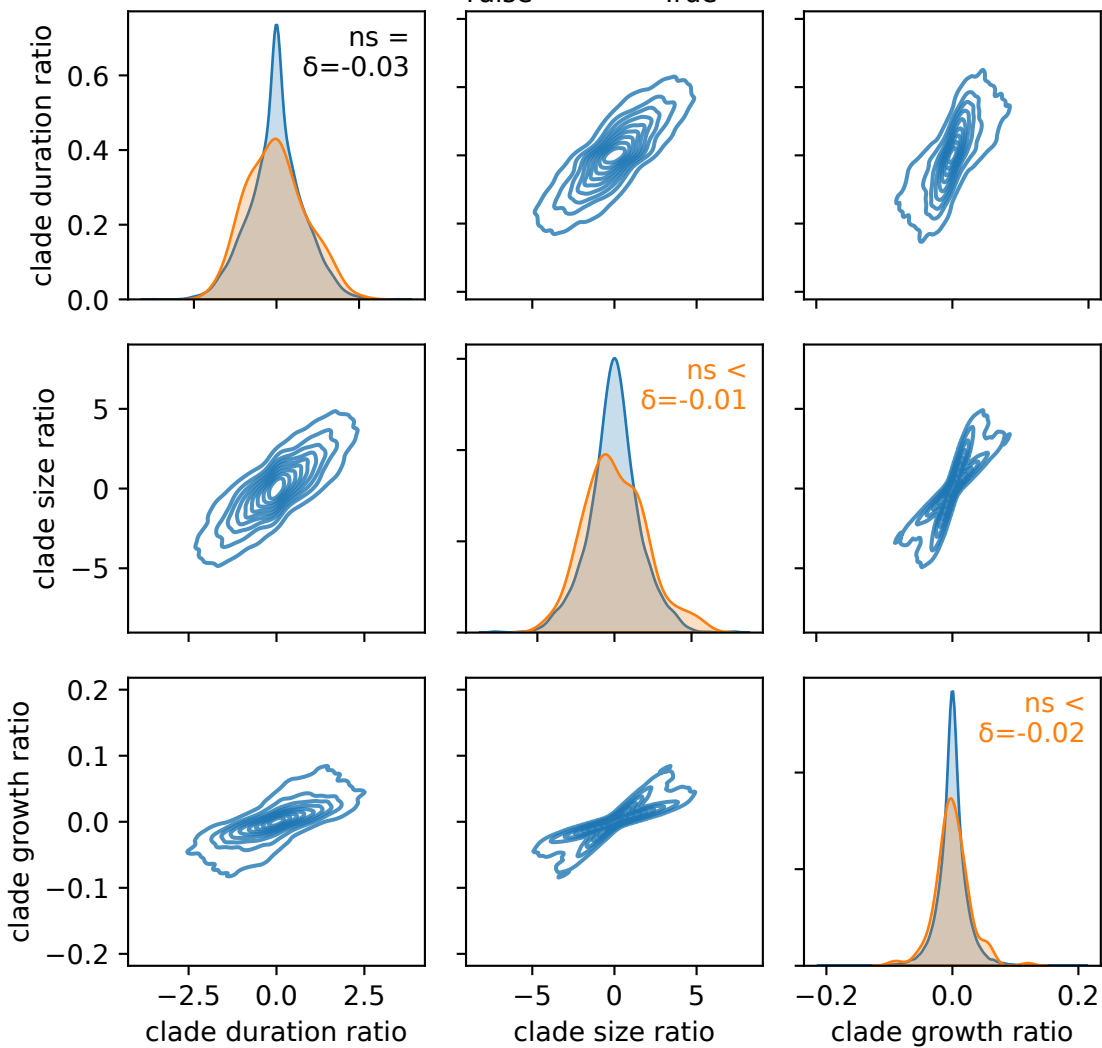 raise True
clade duration ratio
0.6
0.4
0.2
0.0
ns =
δ=-0.03
clade size ratio
5
0
−5
ns <
δ=-0.01
clade growth ratio
0.2
0.1
0.0
−0.1
−0.2
ns <
δ=-0.02
−2.5 0.0 2.5
−5 0 5
−0.2 0.0 0.2
clade duration ratio
clade size ratio
clade growth ratio